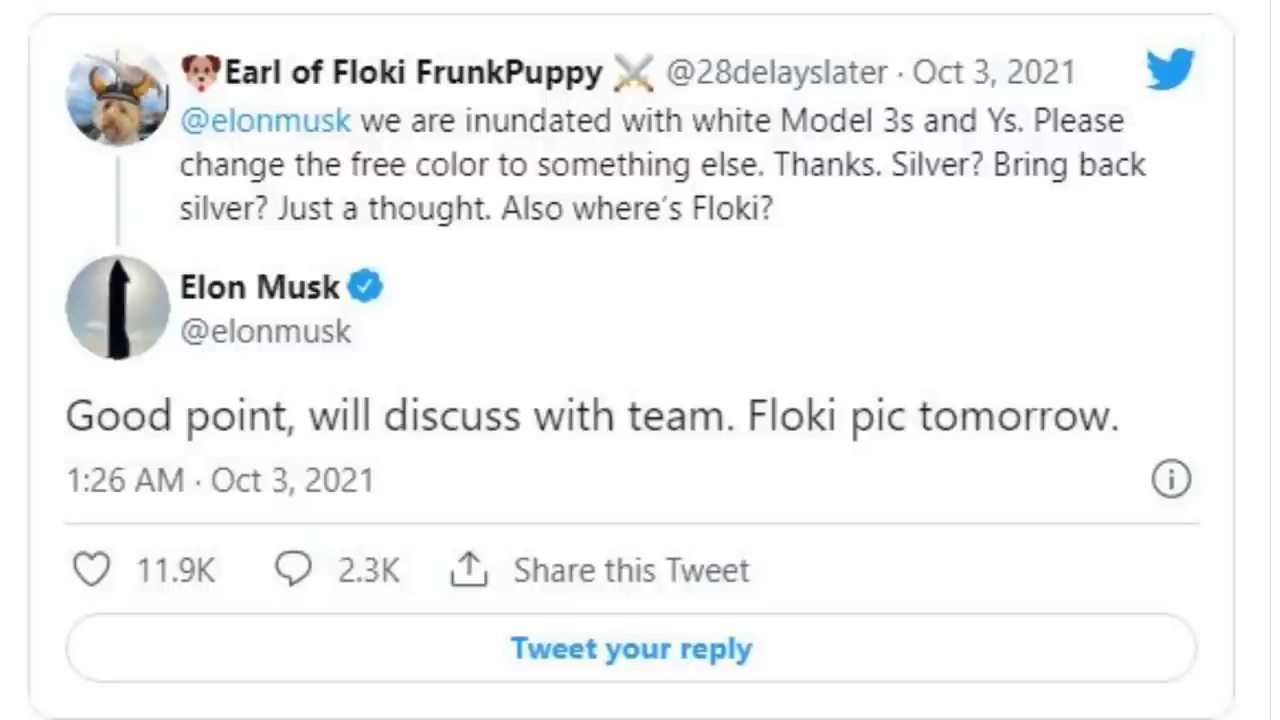 🐶Earl of Floki FrunkPuppy ⚔️ @28delayslater · Oct 3, 2021
@elonmusk we are inundated with white Model 3s and Ys. Please
change the free color to something else. Thanks. Silver? Bring back
silver? Just a thought. Also where's Floki?
Elon Musk
@elonmusk
Good point, will discuss with team. Floki pic tomorrow.
1:26 AM · Oct 3, 2021
11.9K 2.3K Share this Tweet
Tweet your reply